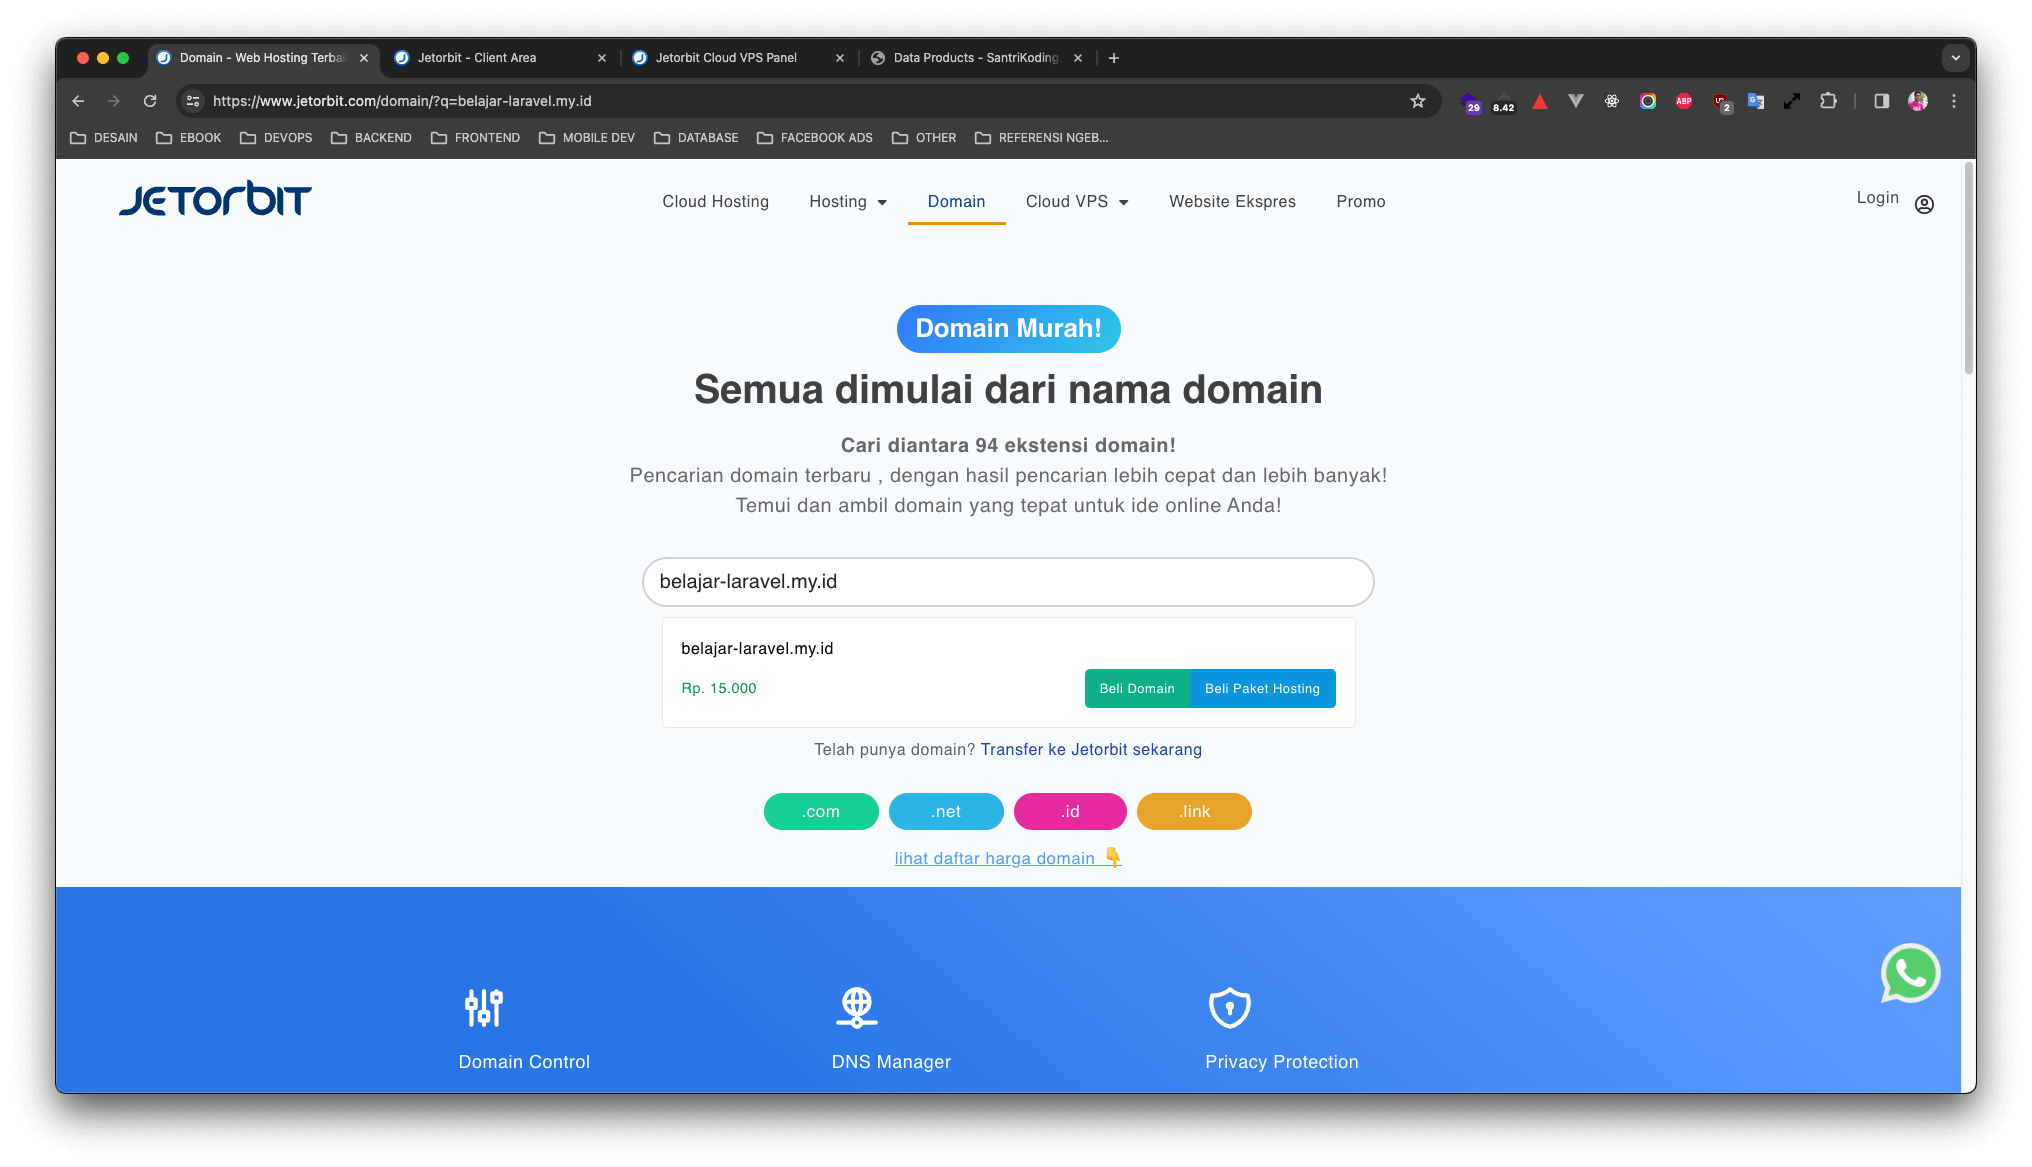 Domain - Web Hosting Terbai
Jetorbit - Client Area
Jetorbit Cloud VPS Panel
Data Products - SantriKoding
https://www.jetorbit.com/domain/?q=belajar-laravel.my.id
29
8.42
ABP
2
DESAIN
EBOOK
DEVOPS
BACKEND
FRONTEND
MOBILE DEV
DATABASE
FACEBOOK ADS
OTHER
REFERENSI NGEB...
JETORBIT
Cloud Hosting
Hosting
Domain
Cloud VPS
Website Ekspres
Promo
Login
Domain Murah!
Semua dimulai dari nama domain
Cari diantara 94 ekstensi domain!
Pencarian domain terbaru , dengan hasil pencarian lebih cepat dan lebih banyak!
Temui dan ambil domain yang tepat untuk ide online Anda!
belajar-laravel.my.id
belajar-laravel.my.id
Rp. 15.000
Beli Domain
Beli Paket Hosting
Telah punya domain? Transfer ke Jetorbit sekarang
.com
.net
.id
.link
lihat daftar harga domain 👇
Domain Control
DNS Manager
Privacy Protection